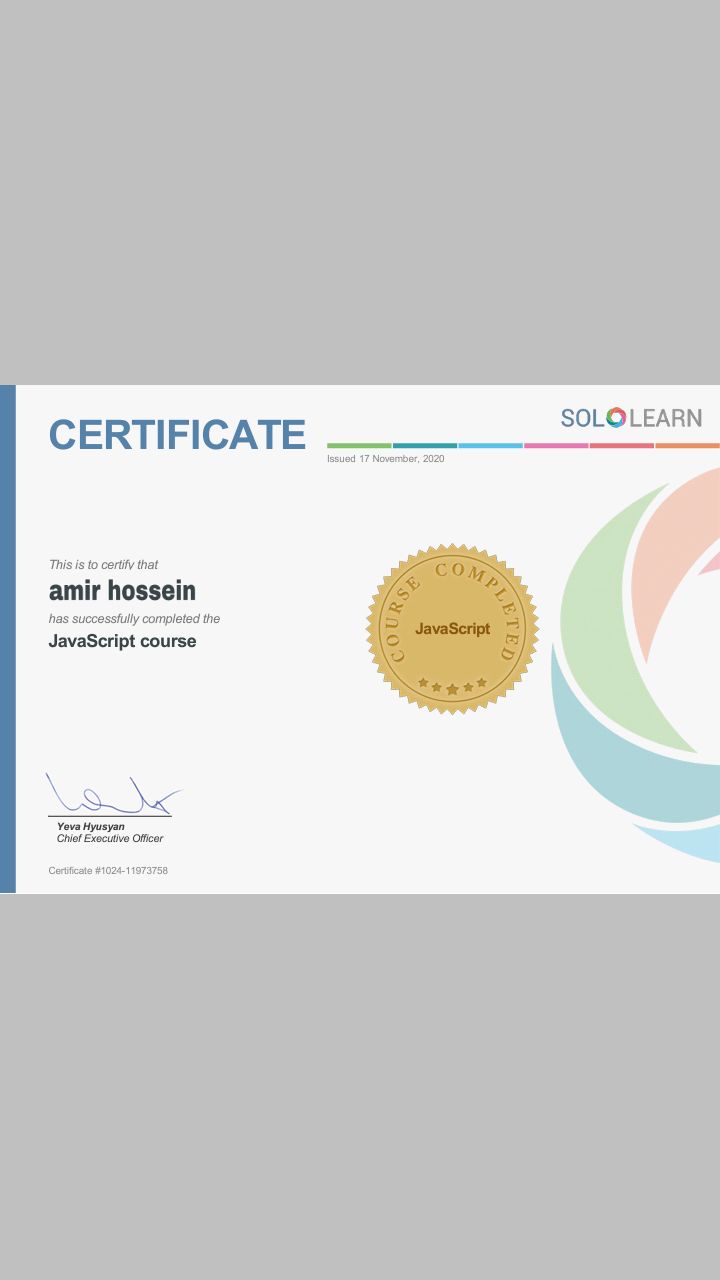 CERTIFICATE
SOLOLEARN
Issued 17 November, 2020
This is to certify that
amir hossein
has successfully completed the
JavaScript course
COURSE COMPLETED
JavaScript
Yeva Hyusyan
Chief Executive Officer
Certificate #1024-11973758